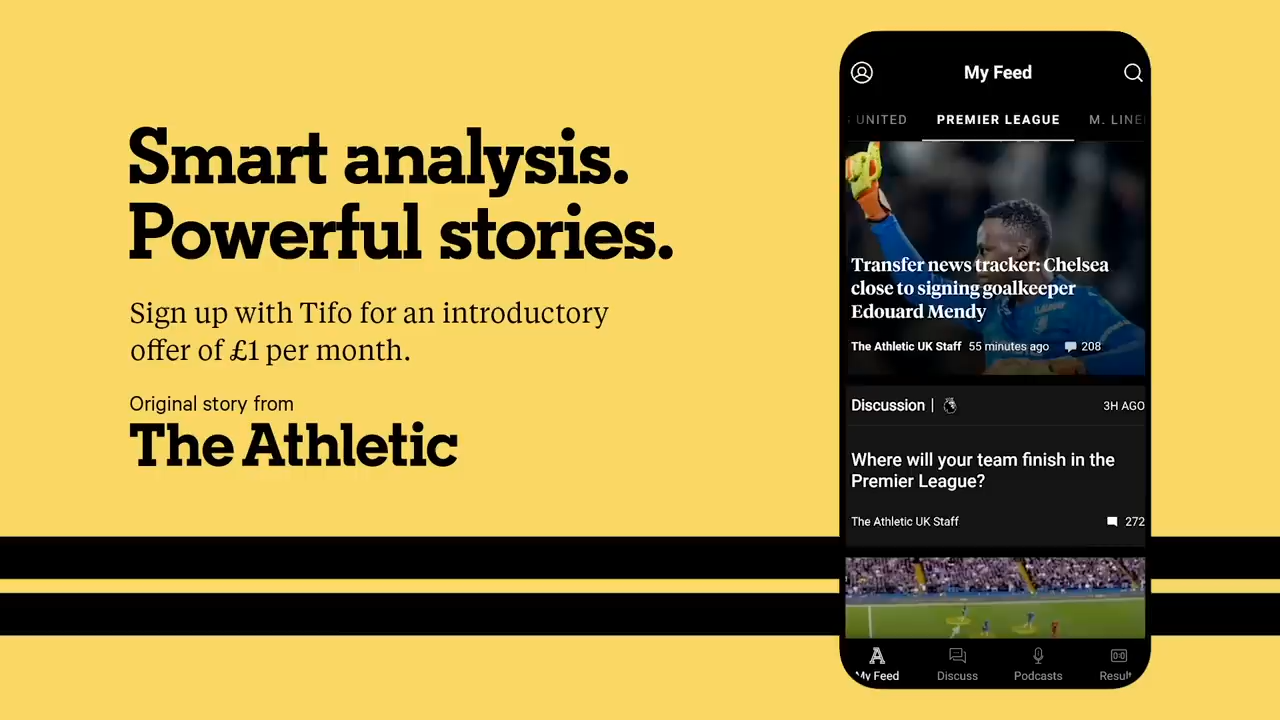 Smart analysis.
Powerful stories.
Sign up with Tifo for an introductory
offer of £1 per month.
Original story from
The Athletic
My Feed
UNITED PREMIER LEAGUE M. LINE
Transfer news tracker: Chelsea
close to signing goalkeeper
Edouard Mendy
The Athletic UK Staff 55 minutes ago 208
Discussion | 3H AGO
Where will your team finish in the
Premier League?
The Athletic UK Staff 272
My Feed Discuss Podcasts Result